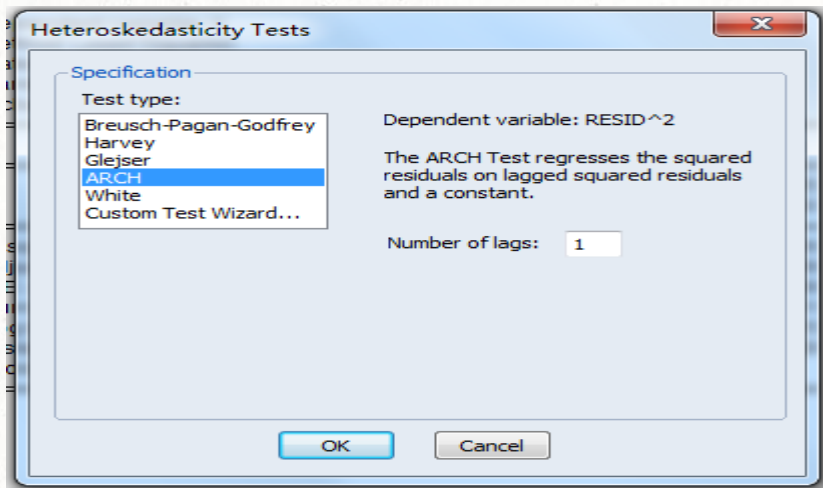 Heteroskedasticity Tests
Specification
Test type:
Breusch-Pagan-Godfrey
Harvey
Glejser
ARCH
White
Custom Test Wizard...
Dependent variable: RESID^2
The ARCH Test regresses the squared
residuals on lagged squared residuals
and a constant.
Number of lags: 1
OK
Cancel